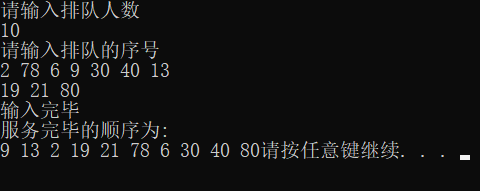 请输入排队人数
10
请输入排队的序号
2 78 6 9 30 40 13
19 21 80
输入完毕
服务完毕的顺序为:
9 13 2 19 21 78 6 30 40 80请按任意键继续. . .